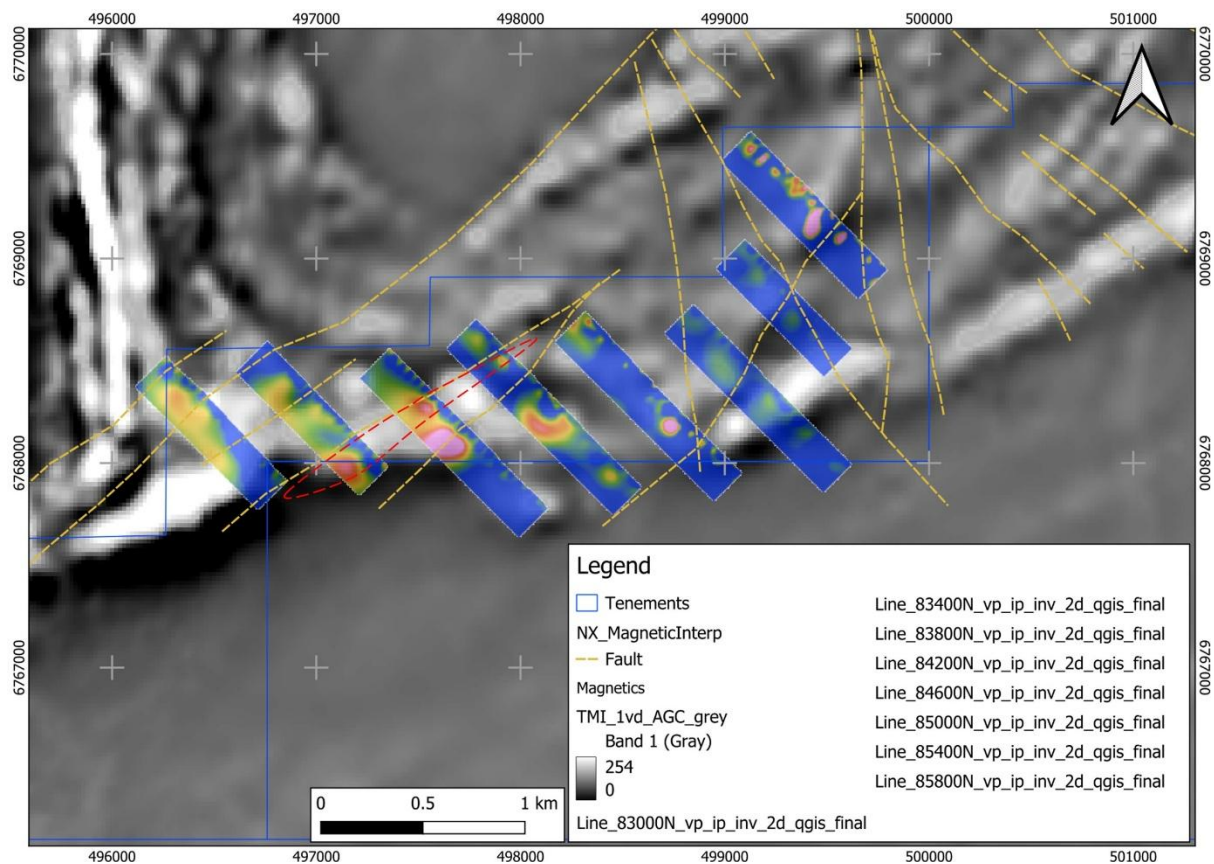 496000 497000 498000 499000 500000 501000
6770000 6770000
6769000 6769000
6768000 6768000
6767000 6767000
Legend
Tenements
NX_MagneticInterp
Fault
Magnetics
TMI_1vd_AGC_grey
Band 1 (Gray)
254
0
Line_83000N_vp_ip_inv_2d_qgis_final
Line_83400N_vp_ip_inv_2d_qgis_final
Line_83800N_vp_ip_inv_2d_qgis_final
Line_84200N_vp_ip_inv_2d_qgis_final
Line_84600N_vp_ip_inv_2d_qgis_final
Line_85000N_vp_ip_inv_2d_qgis_final
Line_85400N_vp_ip_inv_2d_qgis_final
Line_85800N_vp_ip_inv_2d_qgis_final
0 0.5 1 km
496000 497000 498000 499000 500000 501000